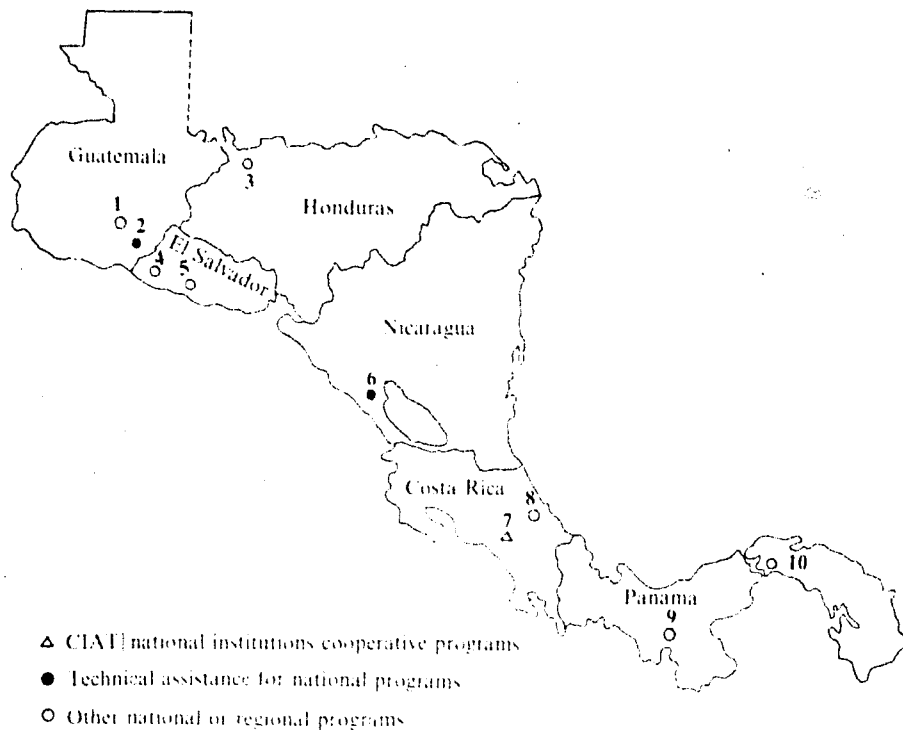 Guatemala
3
1
2
Honduras
El Salvador
4
5
Nicaragua
6
Costa Rica
8
7
10
Panama
9
△ CIAT/national institutions cooperative programs
● Technical assistance for national programs
○ Other national or regional programs